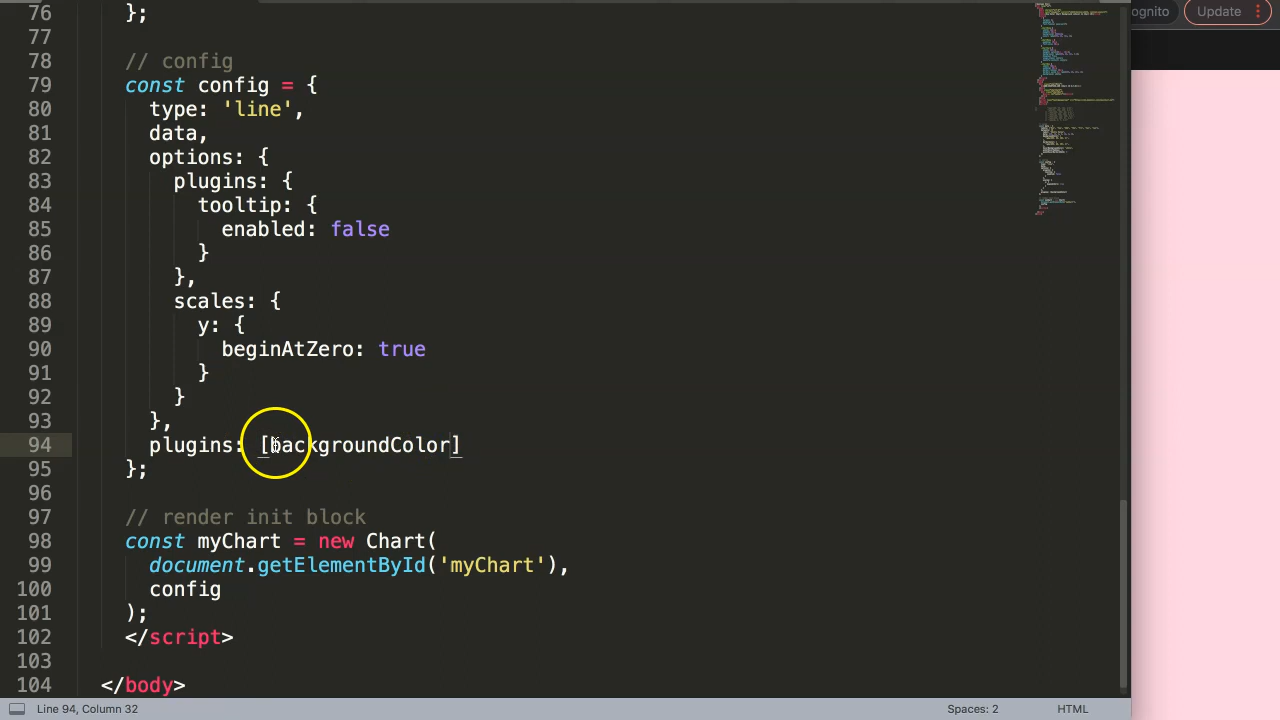 76 };
77
78 // config
79 const config = {
80 type: 'line',
81 data,
82 options: {
83 plugins: {
84 tooltip: {
85 enabled: false
86 }
87 },
88 scales: {
89 y: {
90 beginAtZero: true
91 }
92 }
93 },
94 plugins: [backgroundColor]
95 };
96
97 // render init block
98 const myChart = new Chart(
99 document.getElementById('myChart'),
100 config
101 );
102 </script>
103
104 </body>
Line 94, Column 32 Spaces: 2 HTML
Update